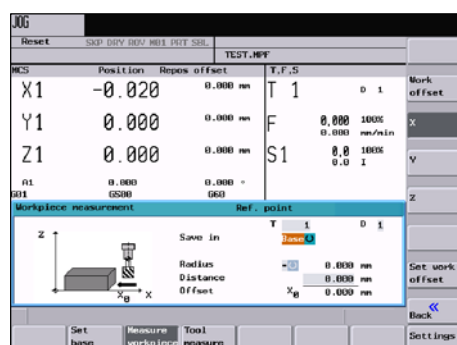 JOG
Reset SKP DRY ROV M01 PRT SBL
TEST.MPF
MCS Position Repos offset T,F,S
X1 -0.020 0.000 mm T 1 D 1
Y1 0.000 0.000 mm F 0.000 100%
0.000 mm/min
Z1 0.000 0.000 mm S1 0.0 100%
0.0 I
A1 0.000 0.000 °
G01 G500 G60
Workpiece measurement Ref. point
T 1 D 1
Save in Base
Radius
Distance 0.000 mm
Offset X0 0.000 mm
0.000 mm
Z
X0 X
Work offset
X
Y
Z
Set work offset
«
Back
Settings
Set base
Measure workpiece
Tool measure